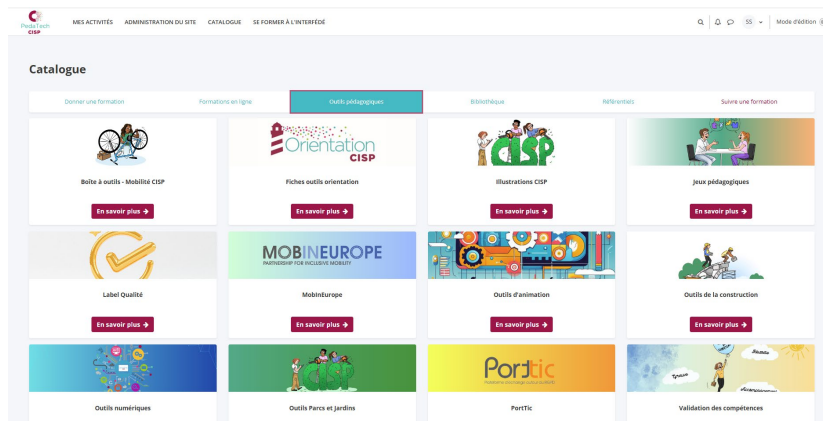 PedaTech
CISP
MES ACTIVITÉS ADMINISTRATION DU SITE CATALOGUE SE FORMER À L'INTERFÉDÉ
SS
Mode d'édition
Catalogue
Donner une formation Formations en ligne Outils pédagogiques Bibliothèque Référentiels Suivre une formation
Orientation
CISP
CISP
Boîte à outils - Mobilité CISP Fiches outils orientation Illustrations CISP Jeux pédagogiques
En savoir plus → En savoir plus → En savoir plus → En savoir plus →
MOBINEUROPE
PARTNERSHIP FOR INCLUSIVE MOBILITY
Label Qualité MobInEurope Outils d'animation Outils de la construction
En savoir plus → En savoir plus → En savoir plus → En savoir plus →
CISP
Porttic
Outils numériques Outils Parcs et Jardins PortTic Validation des compétences